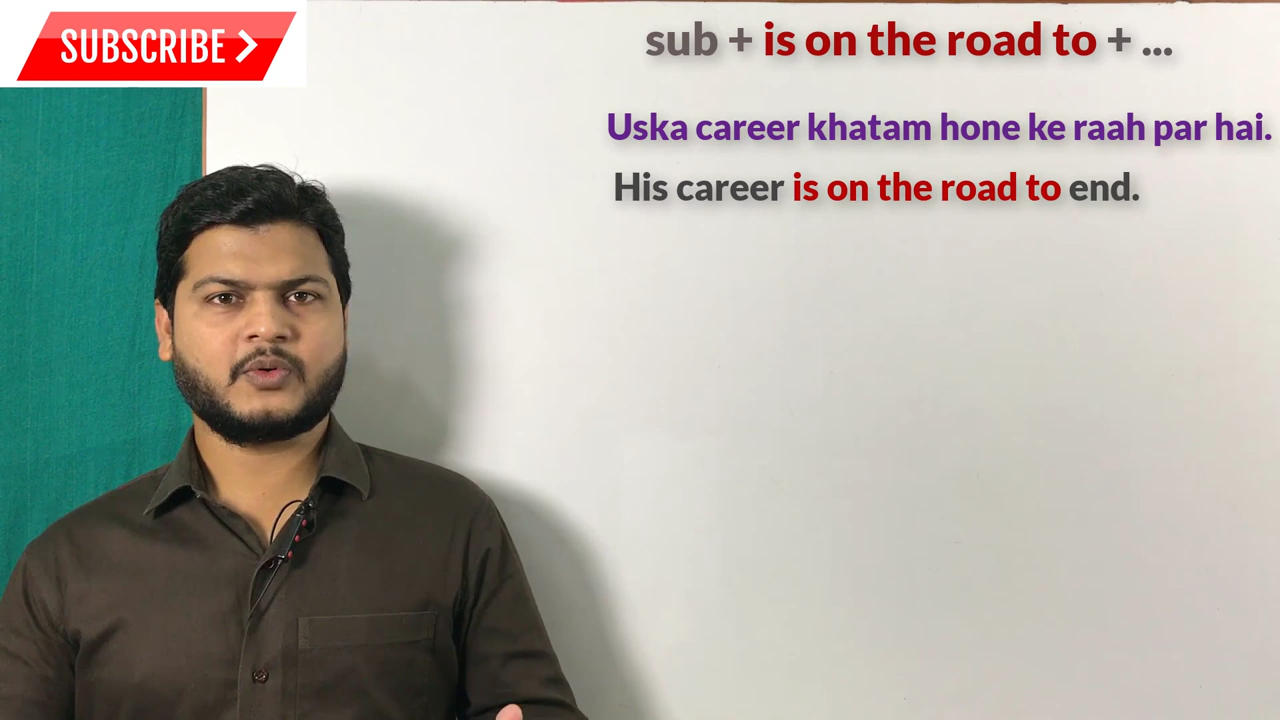 SUBSCRIBE
sub + is on the road to + ...
Uska career khatam hone ke raah par hai.
His career is on the road to end.